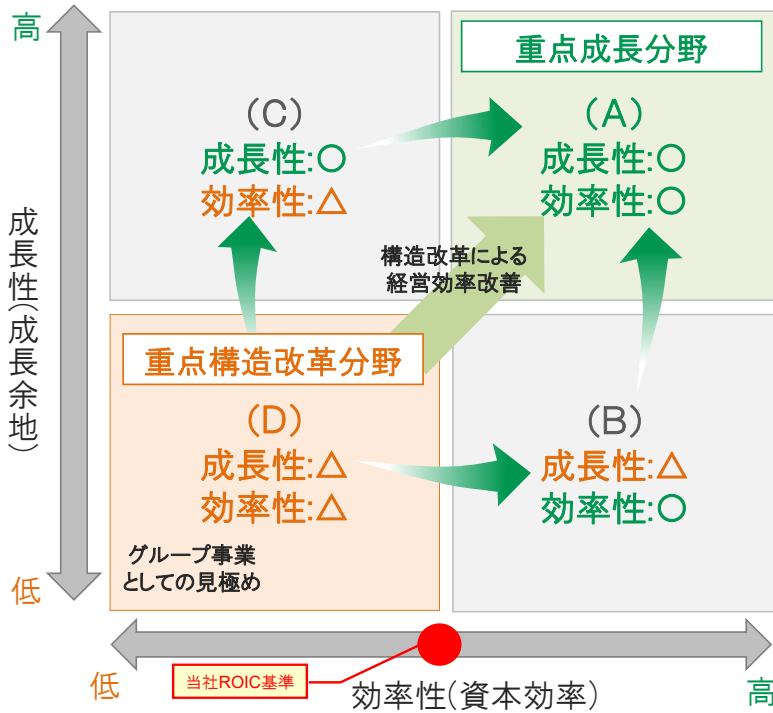 高
重点成長分野
(C)
成長性:○
効率性:△
(A)
成長性:○
効率性:○
成長性(成長余地)
構造改革による
経営効率改善
重点構造改革分野
(D)
成長性:△
効率性:△
(B)
成長性:△
効率性:○
グループ事業
としての見極め
低
低
当社ROIC基準
効率性(資本効率)
高